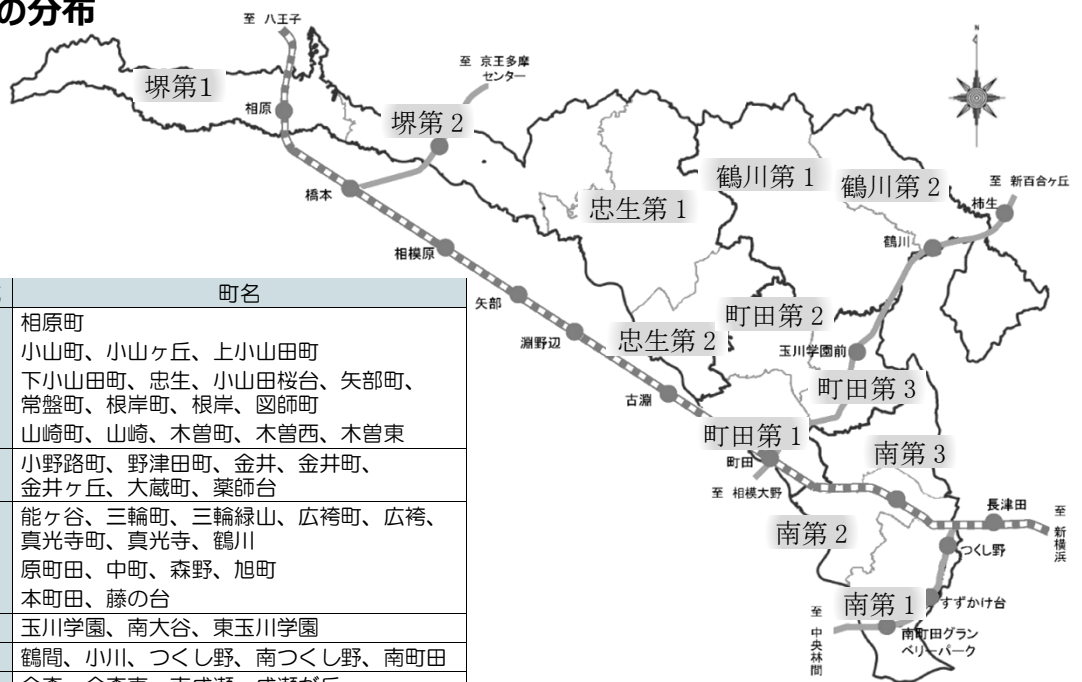 の分布
至 八王子
至 京王多摩
センター
堺第1
相原
堺第2
橋本
忠生第1
鶴川第1
鶴川第2
至 新百合ヶ丘
柿生
鶴川
相模原
矢部
淵野辺
忠生第2
町田第2
玉川学園前
古淵
町田第3
町田第1
町田
至 相模大野
南第3
長津田
至 新横浜
南第2
つくし野
南第1
すずかけ台
至 中央林間
南町田グラン
ベリーパーク
N
町名
相原町
小山町、小山ヶ丘、上小山田町
下小山田町、忠生、小山田桜台、矢部町、
常盤町、根岸町、根岸、図師町
山崎町、山崎、木曽町、木曽西、木曽東
小野路町、野津田町、金井、金井町、
金井ヶ丘、大蔵町、薬師台
能ヶ谷、三輪町、三輪緑山、広袴町、広袴、
真光寺町、真光寺、鶴川
原町田、中町、森野、旭町
本町田、藤の台
玉川学園、南大谷、東玉川学園
鶴間、小川、つくし野、南つくし野、南町田